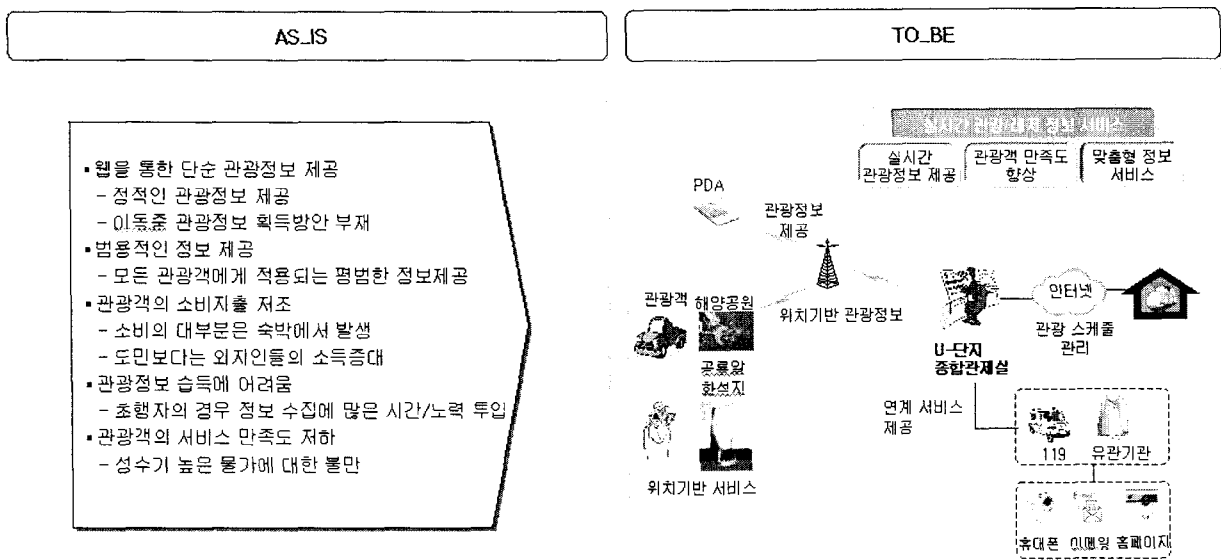 AS_IS
▪웹을 통한 단순 관광정보 제공
- 정적인 관광정보 제공
- 이동중 관광정보 획득방안 부재
▪범용적인 정보 제공
- 모든 관광객에게 적용되는 평범한 정보제공
▪관광객의 소비지출 저조
- 소비의 대부분은 숙박에서 발생
- 도민보다는 외지인들의 소득증대
▪관광정보 습득에 어려움
- 초행자의 경우 정보 수집에 많은 시간/노력 투입
▪관광객의 서비스 만족도 저하
- 성수기 높은 물가에 대한 불만
TO_BE
실시간 관광 레저 정보 서비스
실시간
관광정보 제공
관광객 만족도
향상
맞춤형 정보
서비스
PDA
관광정보
제공
관광객
해양공원
공룡알
화석지
위치기반 서비스
위치기반 관광정보
U-단지
종합관제실
인터넷
관광 스케줄
관리
연계 서비스
제공
119
유관기관
휴대폰
이메일
홈페이지